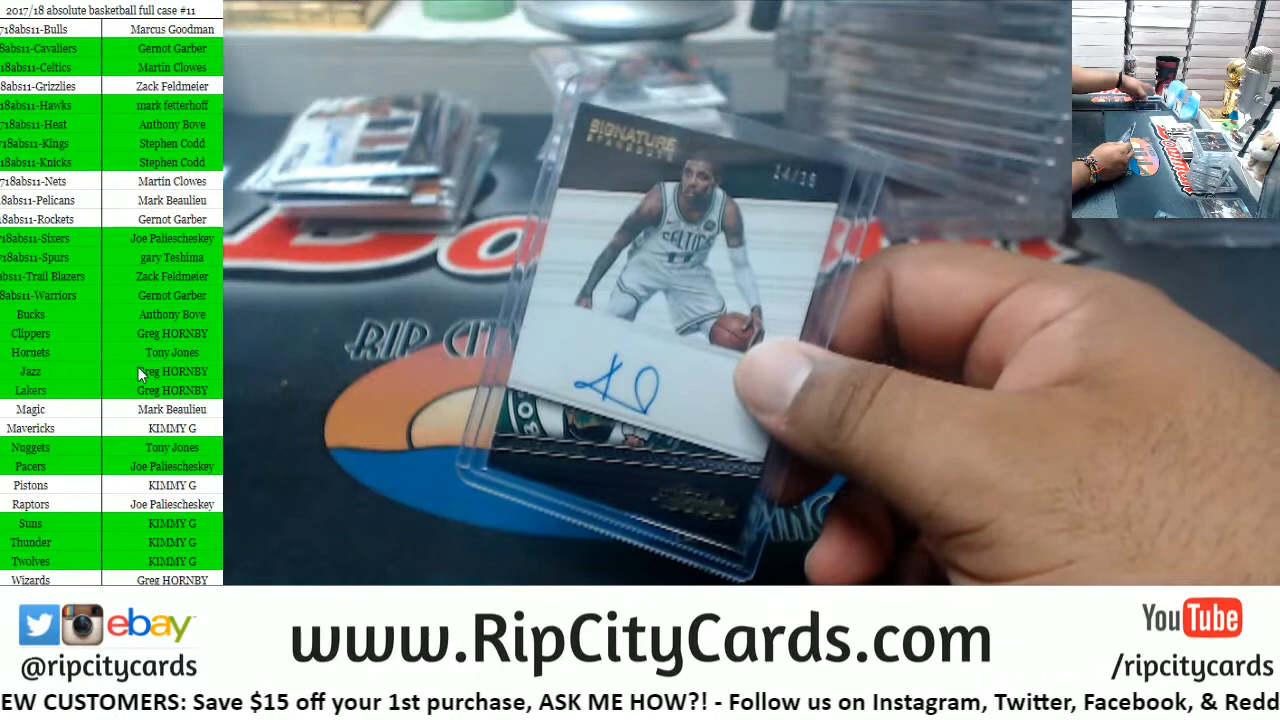 2017/18 absolute basketball full case #11
718abs11-Bulls Marcus Goodman
8abs11-Cavaliers Gernot Garber
18abs11-Celtics Martin Clowes
8abs11-Grizzlies Zack Feldmeier
18abs11-Hawks mark fetterhoff
718abs11-Heat Anthony Bove
718abs11-Kings Stephen Codd
718abs11-Knicks Stephen Codd
718abs11-Nets Martin Clowes
18abs11-Pelicans Mark Beaulieu
18abs11-Rockets Gernot Garber
718abs11-Sixers Joe Paliescheskey
718abs11-Spurs gary Teshima
abs11-Trail Blazers Zack Feldmeier
8abs11-Warriors Gernot Garber
Bucks Anthony Bove
Clippers Greg HORNBY
Hornets Tony Jones
Jazz Greg HORNBY
Lakers Greg HORNBY
Magic Mark Beaulieu
Mavericks KIMMY G
Nuggets Tony Jones
Pacers Joe Paliescheskey
Pistons KIMMY G
Raptors Joe Paliescheskey
Suns KIMMY G
Thunder KIMMY G
Twolves KIMMY G
Wizards Greg HORNBY
SIGNATURE
CELTICS
11
RIP CI
ebay
@ripcitycards
www.RipCityCards.com
YouTube
/ripcitycards
EW CUSTOMERS: Save $15 off your 1st purchase, ASK ME HOW?! - Follow us on Instagram, Twitter, Facebook, & Redd